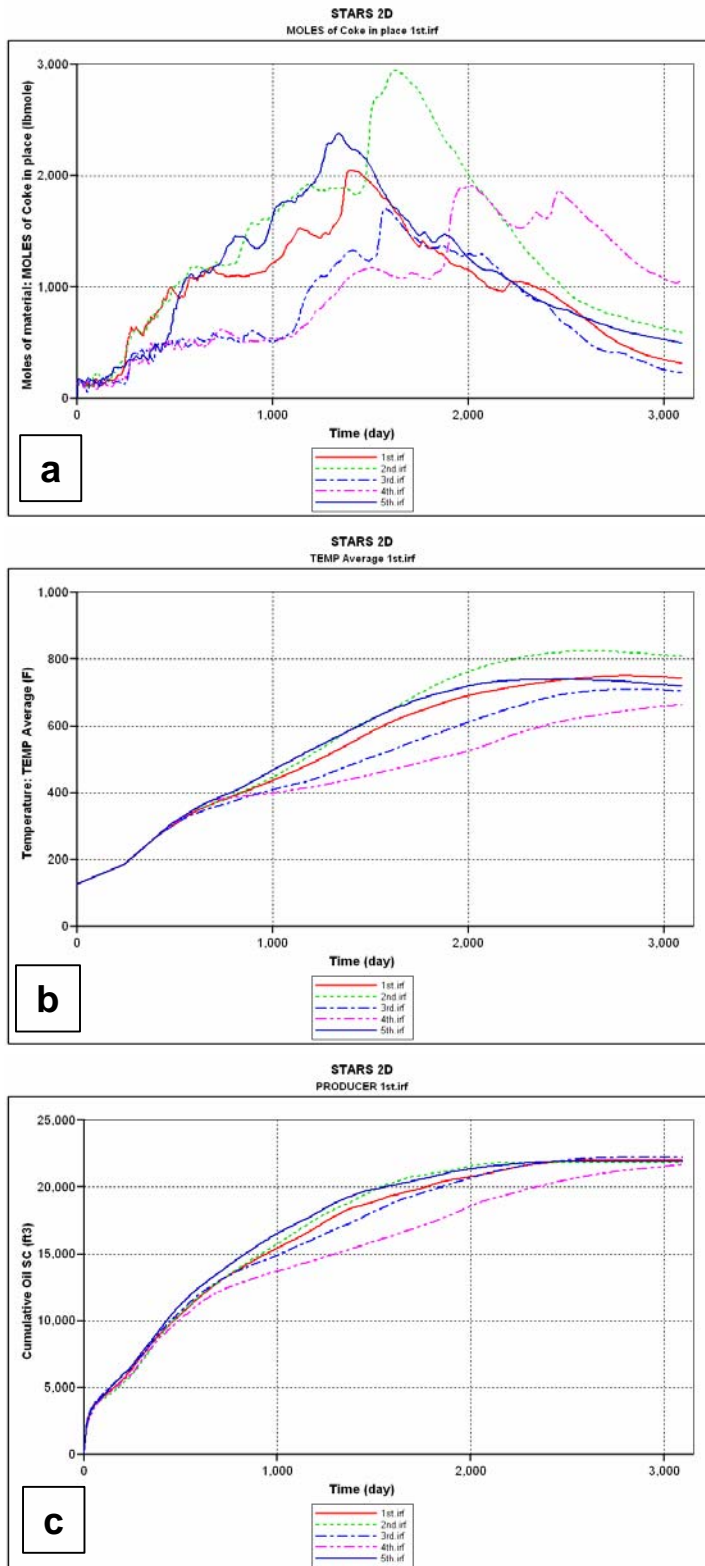 STARS 2D
MOLES of Coke in place 1st.irf
Moles of material: MOLES of Coke in place (lbmole)
3,000
2,000
1,000
0
0 1,000 2,000 3,000
Time (day)
1st.irf
2nd.irf
3rd.irf
4th.irf
5th.irf
a
STARS 2D
TEMP Average 1st.irf
Temperature: TEMP Average (F)
1,000
800
600
400
200
0
0 1,000 2,000 3,000
Time (day)
1st.irf
2nd.irf
3rd.irf
4th.irf
5th.irf
b
STARS 2D
PRODUCER 1st.irf
Cumulative Oil SC (ft3)
25,000
20,000
15,000
10,000
5,000
0
0 1,000 2,000 3,000
Time (day)
1st.irf
2nd.irf
3rd.irf
4th.irf
5th.irf
c